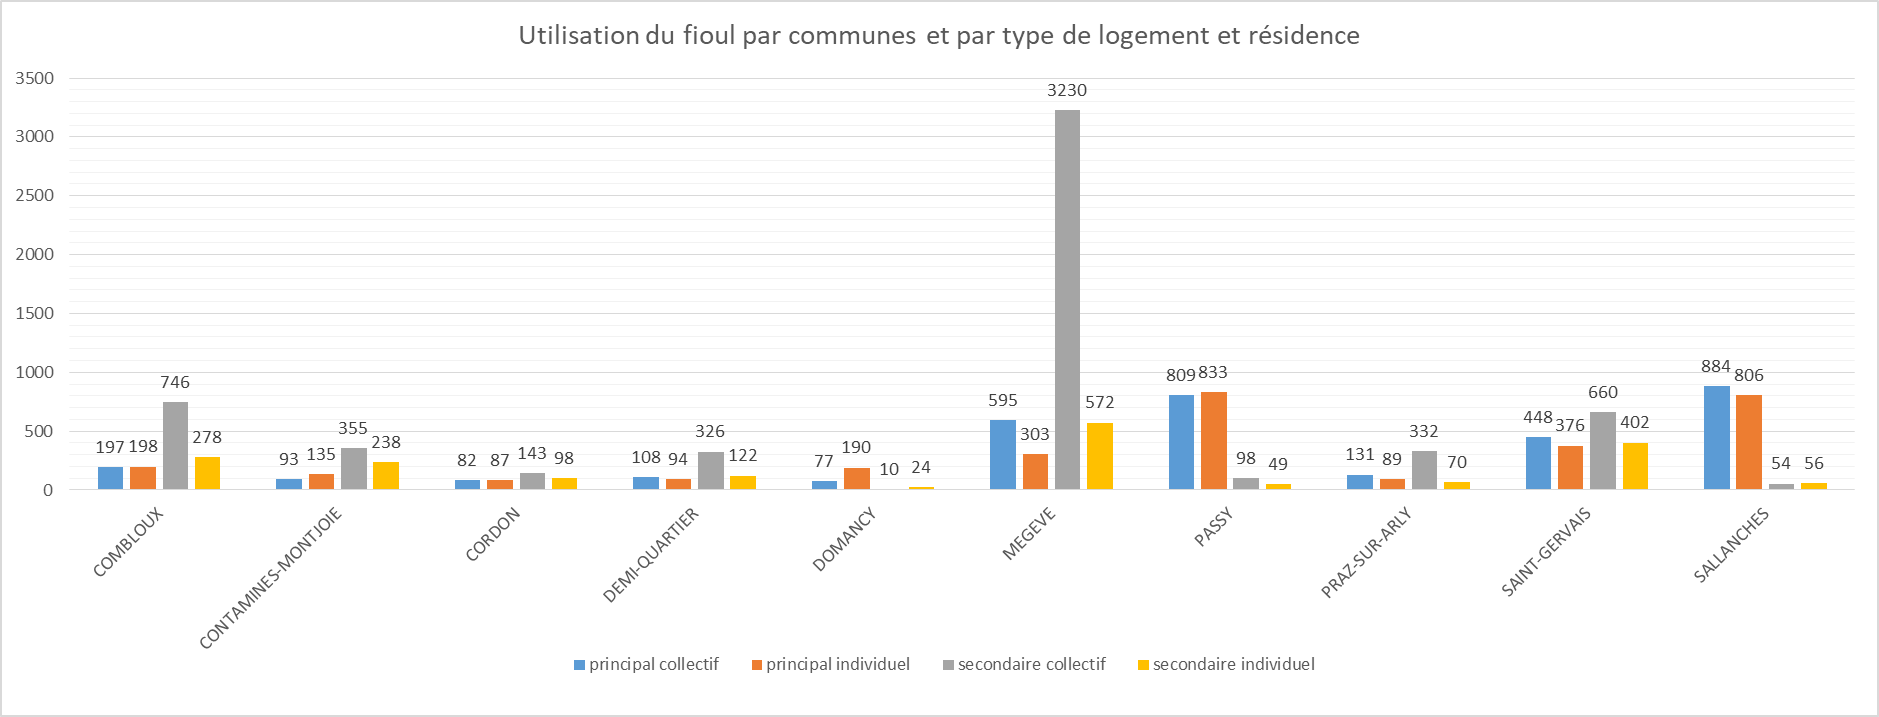 Utilisation du fioul par communes et par type de logement et résidence
3500
3000
2500
2000
1500
1000
500
0
197 198 746 278
93 135 355 238
82 87 143 98
108 94 326 122
77 190 10 24
595 303 3230 572
809 833 98 49
131 89 332 70
448 376 660 402
884 806 54 56
COMBLOUX
CONTAMINES-MONTJOIE
CORDON
DEMI-QUARTIER
DOMANCY
MEGEVE
PASSY
PRAZ-SUR-ARLY
SAINT-GERVAIS
SALLANCHES
principal collectif principal individuel secondaire collectif secondaire individuel